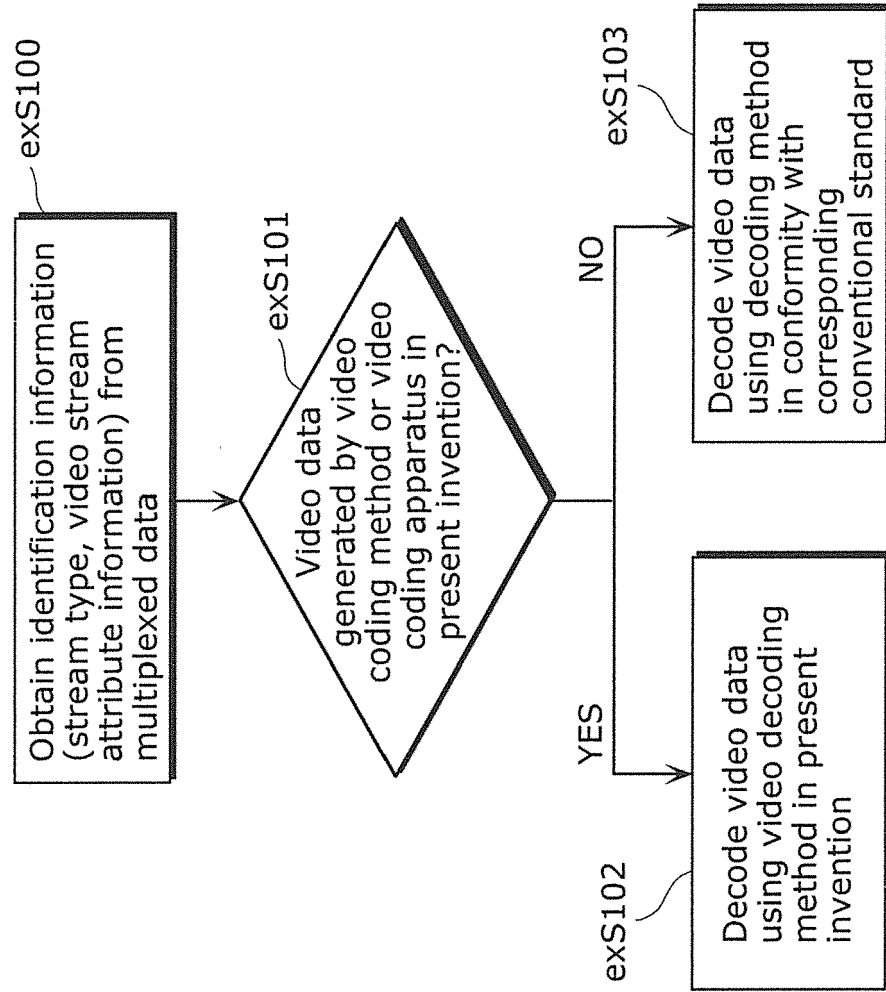 exS100
Obtain identification information
(stream type, video stream
attribute information) from
multiplexed data
exS101
Video data
generated by video
coding method or video
coding apparatus in
present invention?
YES
NO
exS102
Decode video data
using video decoding
method in present
invention
exS103
Decode video data
using decoding method
in conformity with
corresponding
conventional standard